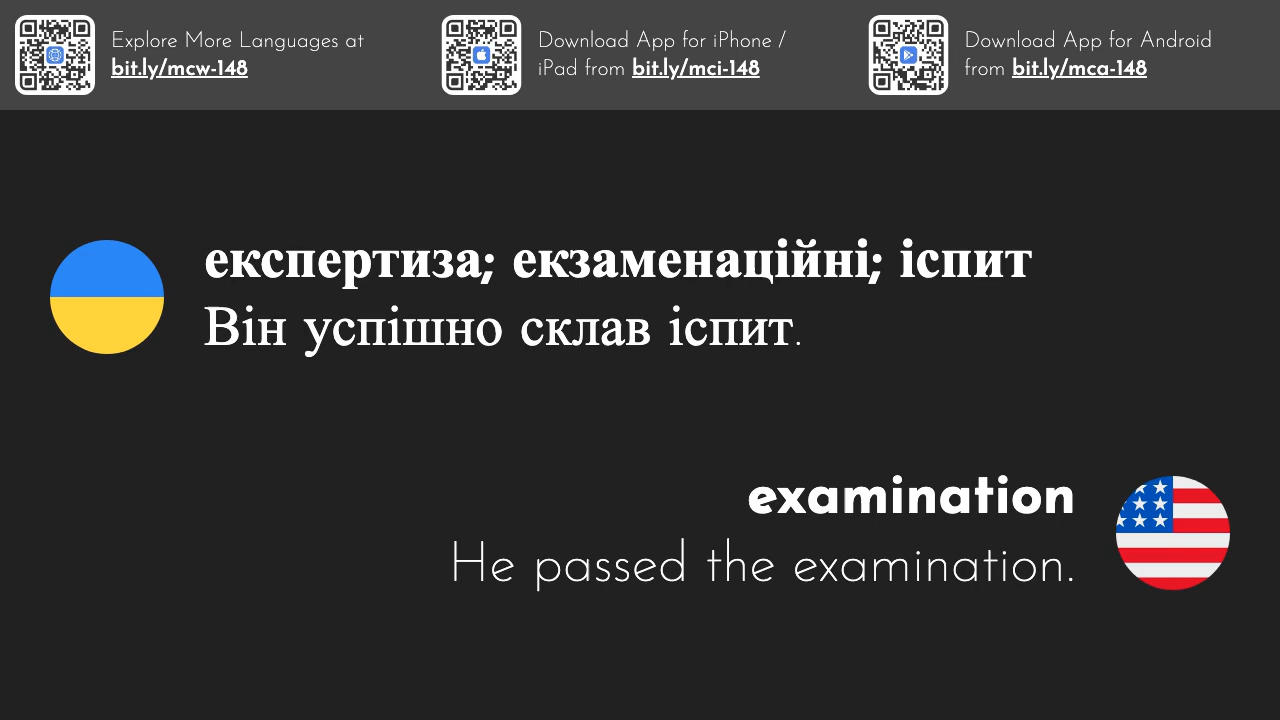 Explore More Languages at
bit.ly/mcw-148
Download App for iPhone /
iPad from bit.ly/mci-148
Download App for Android
from bit.ly/mca-148
експертиза; екзаменаційні; іспит
Він успішно склав іспит.
examination
He passed the examination.